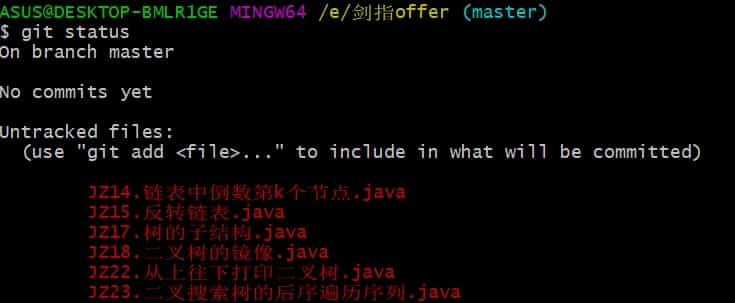 ASUS@DESKTOP-BMLR1GE MINGW64 /e/剑指offer (master)
$ git status
On branch master
No commits yet
Untracked files:
(use "git add <file>..." to include in what will be committed)
JZ14.链表中倒数第k个节点.java
JZ15.反转链表.java
JZ17.树的子结构.java
JZ18.二叉树的镜像.java
JZ22.从上往下打印二叉树.java
JZ23.二叉搜索树的后序遍历序列.java